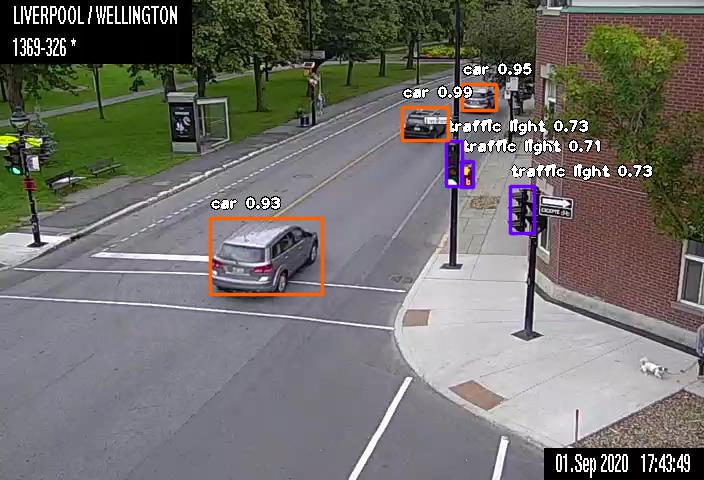 LIVERPOOL / WELLINGTON
1369-326 *
car 0.95
car 0.99
traffic light 0.73
traffic light 0.71
traffic light 0.73
car 0.93
01.Sep 2020 17:43:49